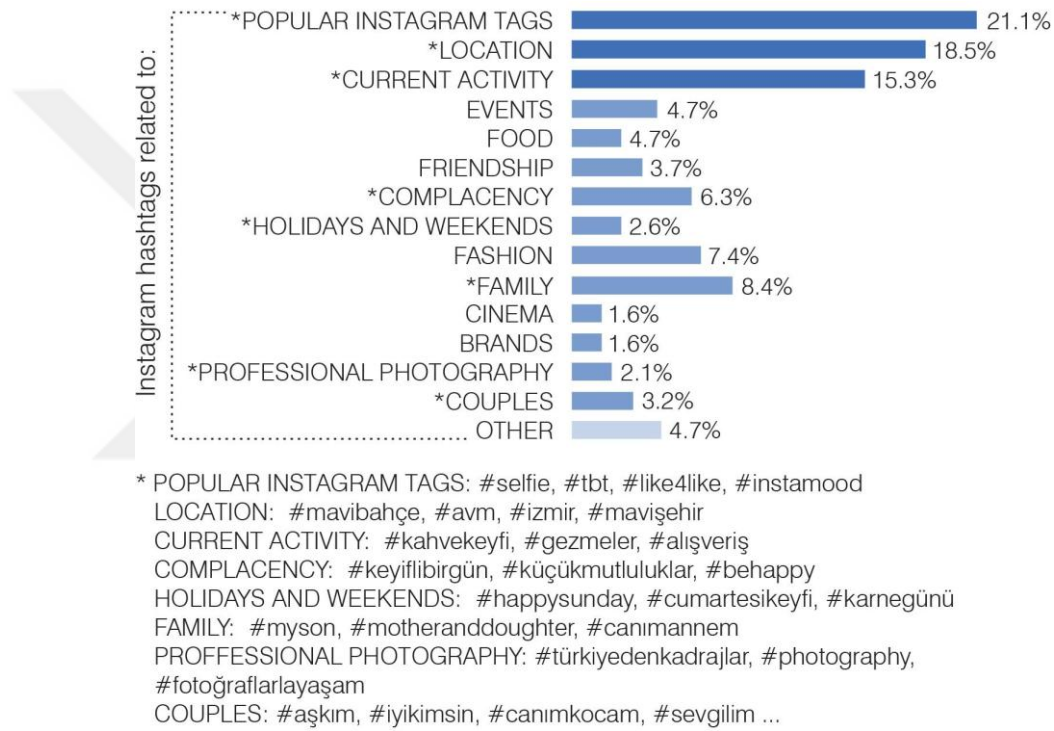 Instagram hashtags related to:
*POPULAR INSTAGRAM TAGS 21.1%
*LOCATION 18.5%
*CURRENT ACTIVITY 15.3%
EVENTS 4.7%
FOOD 4.7%
FRIENDSHIP 3.7%
*COMPLACENCY 6.3%
*HOLIDAYS AND WEEKENDS 2.6%
FASHION 7.4%
*FAMILY 8.4%
CINEMA 1.6%
BRANDS 1.6%
*PROFESSIONAL PHOTOGRAPHY 2.1%
*COUPLES 3.2%
OTHER 4.7%
* POPULAR INSTAGRAM TAGS: #selfie, #tbt, #like4like, #instamood
LOCATION: #mavibahçe, #avm, #izmir, #mavişehir
CURRENT ACTIVITY: #kahvekeyfi, #gezmeler, #alışveriş
COMPLACENCY: #keyiflibirgün, #küçükmutluluklar, #behappy
HOLIDAYS AND WEEKENDS: #happysunday, #cumartesikeyfi, #karnegünü
FAMILY: #myson, #motheranddoughter, #canımannem
PROFFESSIONAL PHOTOGRAPHY: #türkiyedenkadrajlar, #photography,
#fotoğraflarlayaşam
COUPLES: #aşkım, #iyikimsin, #canımkocam, #sevgilim ...